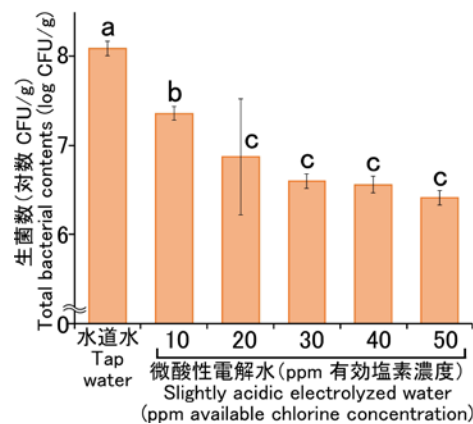 生菌数(対数 CFU/g)
Total bacterial contents (log CFU/g)
8
7
6
0
a
b
c
c
c
c
水道水
Tap
water
10
20
30
40
50
微酸性電解水(ppm 有効塩素濃度)
Slightly acidic electrolyzed water
(ppm available chlorine concentration)